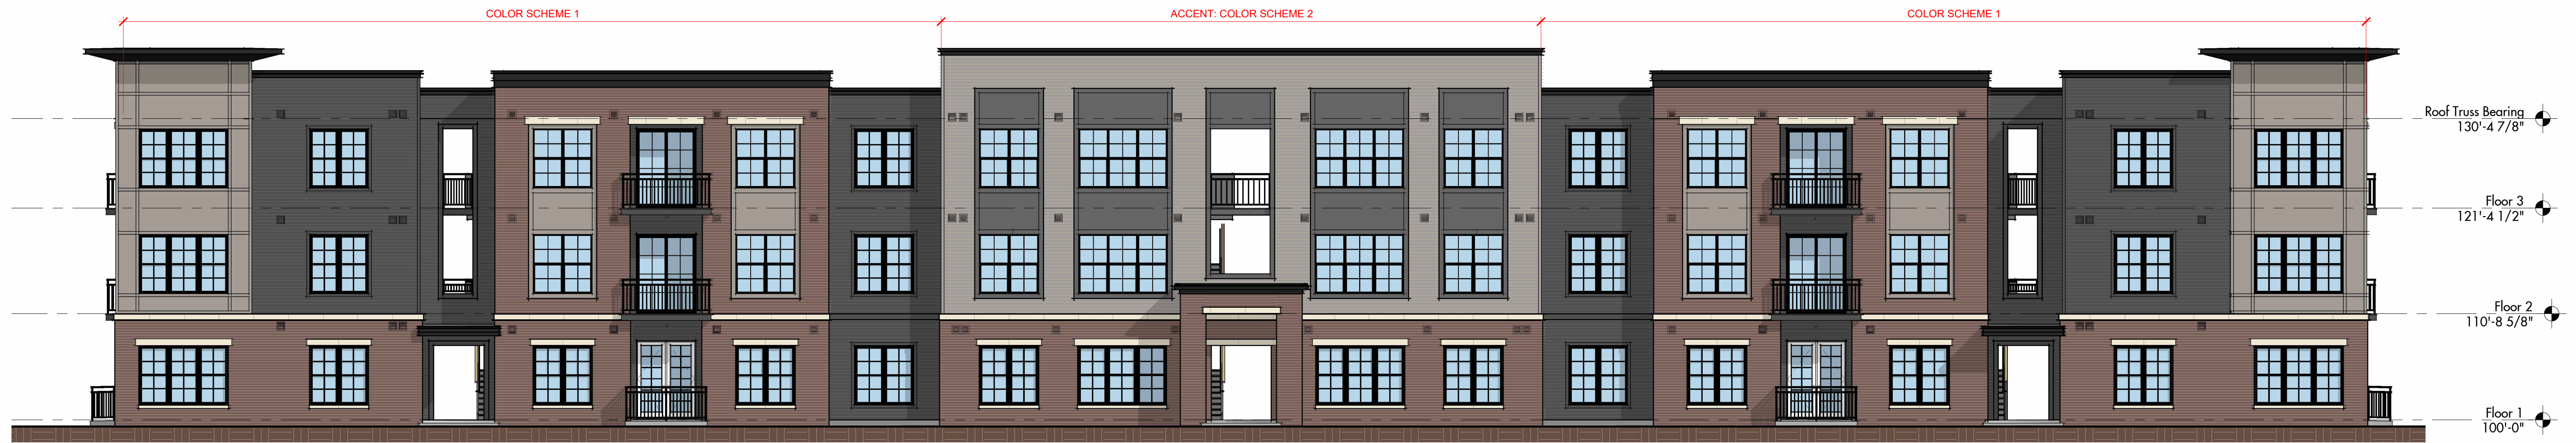 COLOR SCHEME 1
ACCENT: COLOR SCHEME 2
COLOR SCHEME 1
Roof Truss Bearing
130'-4 7/8"
Floor 3
121'-4 1/2"
Floor 2
110'-8 5/8"
Floor 1
100'-0"